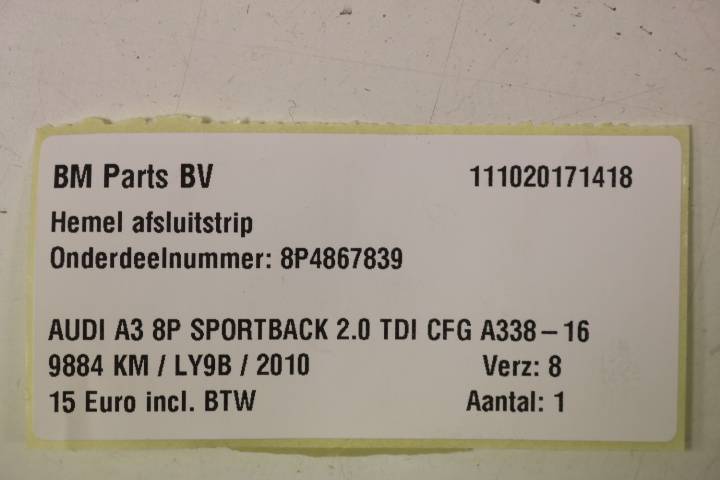 BM Parts BV 111020171418
Hemel afsluitstrip
Onderdeelnummer: 8P4867839
AUDI A3 8P SPORTBACK 2.0 TDI CFG A338-16
9884 KM / LY9B / 2010 Verz: 8
15 Euro incl. BTW Aantal: 1